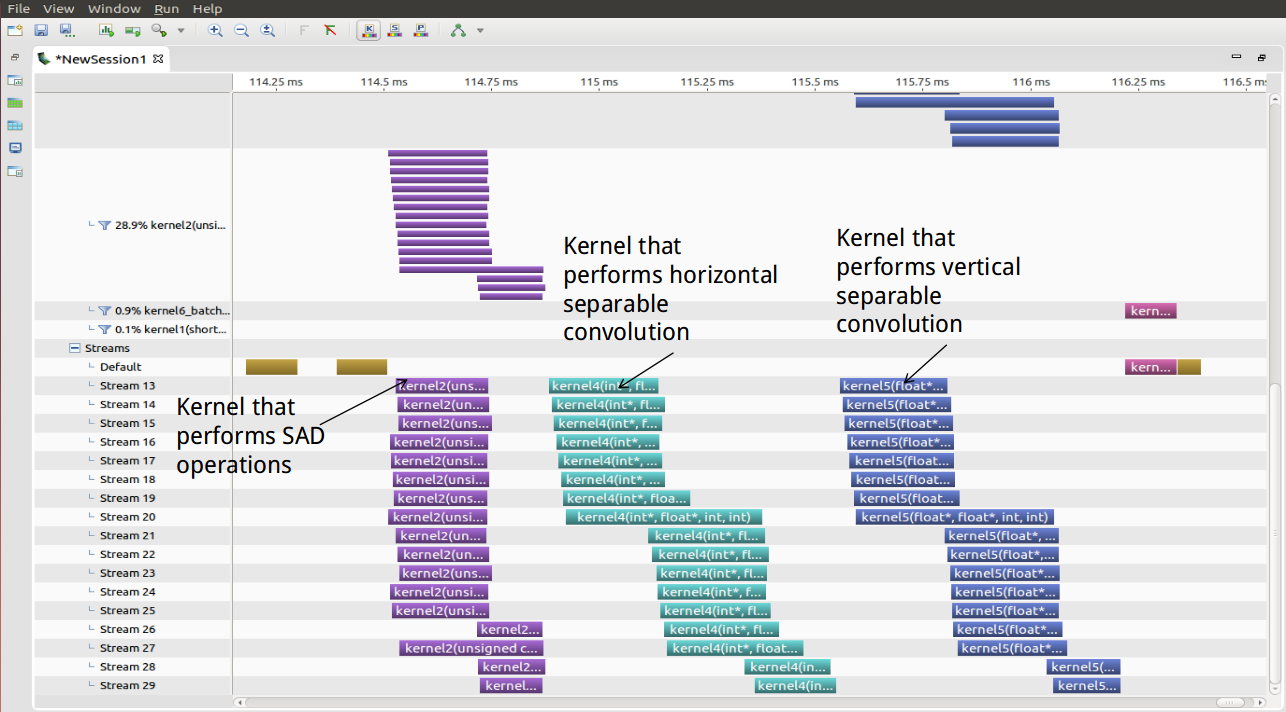 File View Window Run Help
*NewSession1
114.25 ms 114.5 ms 114.75 ms 115 ms 115.25 ms 115.5 ms 115.75 ms 116 ms 116.25 ms 116.5 ms
28.9% kernel2(unsi...
Kernel that
performs horizontal
separable
convolution
Kernel that
performs vertical
separable
convolution
0.9% kernel6_batch... kern...
0.1% kernel1(short...
Streams
Default kern...
Stream 13 kernel2(uns... kernel4(int*, fl... kernel5(float*...
Stream 14 kernel2(un... kernel4(int*, fl... kernel5(float*...
Stream 15 kernel2(uns... kernel4(int*, f... kernel5(float*...
Stream 16 kernel2(unsi... kernel4(int*, ... kernel5(float*...
Stream 17 kernel2(unsi... kernel4(int*, ... kernel5(float...
Stream 18 kernel2(unsi... kernel4(int*, ... kernel5(float...
Stream 19 kernel2(uns... kernel4(int*, floa... kernel5(float...
Stream 20 kernel2(unsi... kernel4(int*, float*, int, int) kernel5(float*, float*, int, int)
Stream 21 kernel2(un... kernel4(int*, fl... kernel5(float*, ...
Stream 22 kernel2(un... kernel4(int*, fl... kernel5(float*,...
Stream 23 kernel2(uns... kernel4(int*, fl... kernel5(float*...
Stream 24 kernel2(unsi... kernel4(int*, f... kernel5(float*...
Stream 25 kernel2(unsi... kernel4(int*, fl... kernel5(float*...
Stream 26 kernel2... kernel4(int*, fl... kernel5(float*...
Stream 27 kernel2(unsigned c... kernel4(int*, float... kernel5(float*...
Stream 28 kernel2... kernel4(in... kernel5(...
Stream 29 kernel... kernel4(in... kernel5...
Kernel that
performs SAD
operations
K S P
F